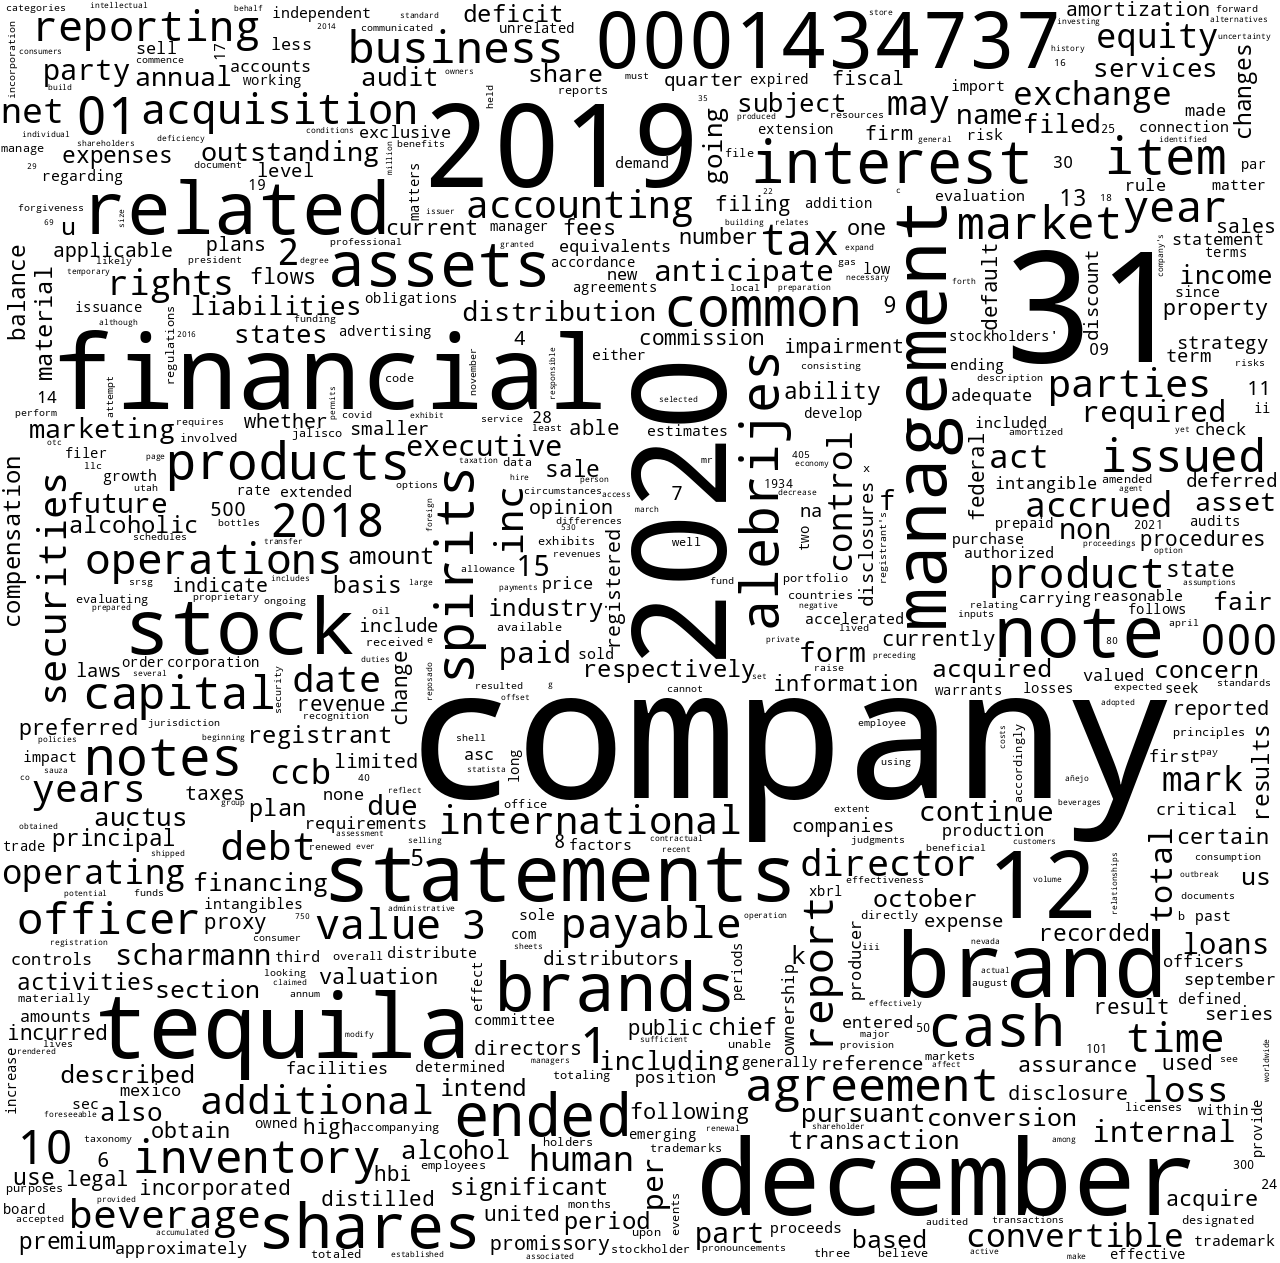 categories intellectual behalf independent deficit 0001434737 store amortization forward
reporting 2014 communicated standard unrelated investing alternatives
incorporation consumers sell 17 less business equity uncertainty
party commence accounts audit owners share history 16 services
build annual working reports must quarter expired fiscal import changes
net 01 acquisition held 2019 35 subject may name exchange made
individual shareholders deficiency conditions exclusive produced resources filed 25 connection
manage expenses outstanding benefits demand going extension firm risk general item identified
29 document level million file interest 30 par
regarding 19 matters 22 addition evaluation 13 18 rule matter
forgiveness 69 u size related issuer accounting filing c market year sales
applicable plans 2 professional current manager fees number building relates tax one management statement
likely president degree granted equivalents expand company's terms
temporary rights flows assets accordance new anticipate gas low default 31 discount income
balance material issuance liabilities obligations agreements local preparation necessary forth since
although funding distribution common 9 property
regulations 2016 states advertising commission impairment stockholders' strategy
financial 4 either consisting ending 09 term risks
14 attempt code november responsible 2020 alebrijes ability description parties 11
perform permits selected adequate
marketing requires whether covid exhibit service 28 able develop included required ii
otc involved jalisco smaller least estimates amortized yet check
filer page products executive control federal act issued
llc growth utah taxation data sale person mr 405 economy x
securities rate extended options spirits hire circumstances access 7 1934 decrease intangible amended agent deferred
compensation future bottles 500 2018 foreign inc opinion march na f accrued asset
alcoholic schedules transfer differences 530 well two disclosures registrant's prepaid non 2021 audits
operations amount exhibits revenues registered purchase proceedings procedures
srsg indicate includes basis large allowance 15 authorized option
evaluating proprietary ongoing payments price fund portfolio product state assumptions
prepared stock oil industry countries carrying reasonable
include available negative relating inputs follows fair
received e accelerated lived currently note april 000
laws order corporation duties reposado paid sold private form preceding 80
several capital security date change respectively set raise acquired valued concern
resulted g information warrants losses expected seek standards
preferred jurisdiction recognition revenue offset cannot adopted reported
policies beginning registrant company employee principles
impact notes shell using costs accordingly first pay results
co sauza ccb limited asc statista long
years taxes group none 40 reflect añejo mark
auctus plan due office extent continue beverages critical
obtained requirements international companies production
trade principal shipped debt assessment renewed ever selling 8 factors contractual recent judgments beneficial customers total certain
operating financing 5 statements director 12 relationships consumption
potential funds intangibles effectiveness volume outbreak us
officer proxy 750 value administrative 3 sole payable operation xbrl october documents
registration consumer com directly expense b past
controls scharmann third overall distribute sheets distributors periods report k iii recorded loans
looking producer brand nevada officers
activities section claimed valuation effect brands ownership actual september
materially annum august defined
amounts tequila committee effectively result series
incurred modify public chief entered 50 cash time
lives directors 1 sufficient unable major
rendered managers provision 101
increase described facilities determined totaling including generally reference markets assurance used see worldwide
mexico position affect
sec additional intend agreement disclosure loss
foreseeable also owned high accompanying ended following pursuant conversion licenses within provide
obtain emerging renewal shareholder
10 taxonomy alcohol holders trademarks transaction among internal
6 inventory hbi employees human per december 300
use legal 24
purposes provided incorporated significant months acquire
board distilled united period events designated
accepted beverage accumulated shares upon part proceeds audited transactions convertible trademark
premium approximately totaled established promissory associated stockholder pronouncements three based believe active make effective